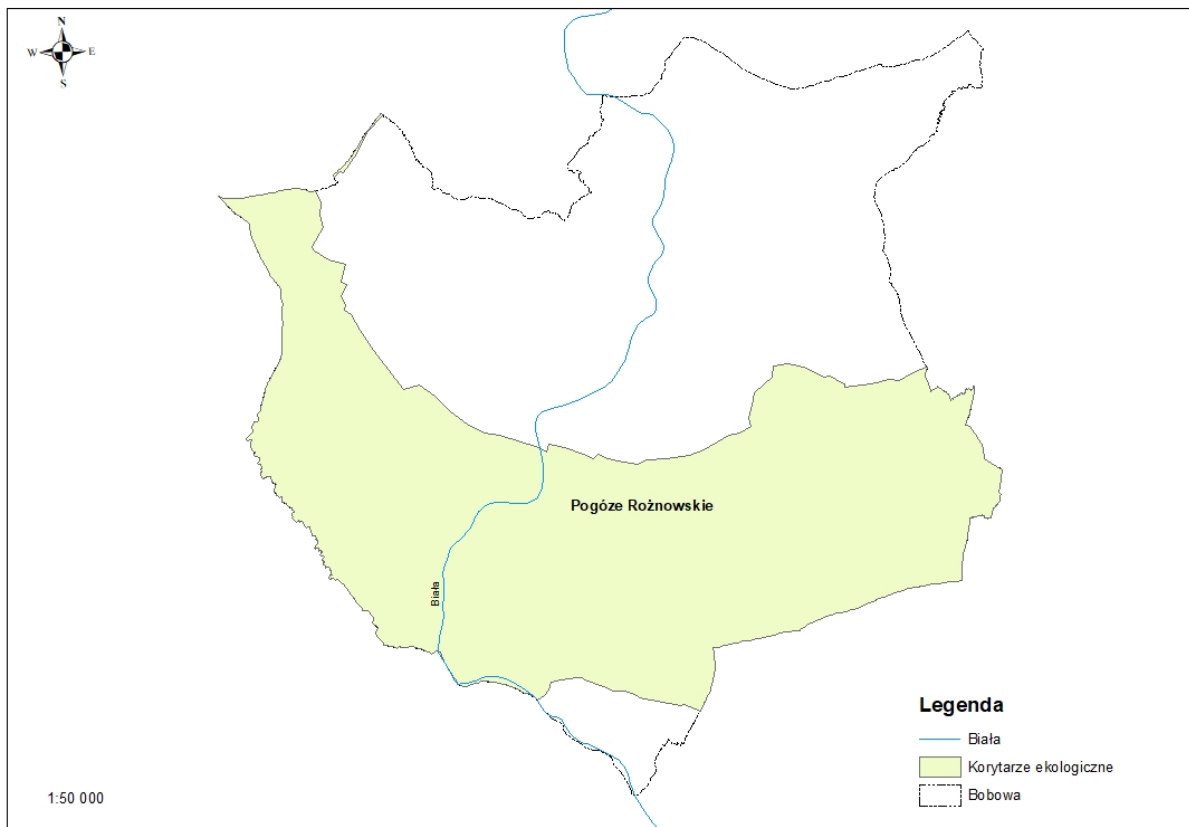 N
W E
S
Pogóze Rożnowskie
Biała
Legenda
Biała
Korytarze ekologiczne
Bobowa
1:50 000